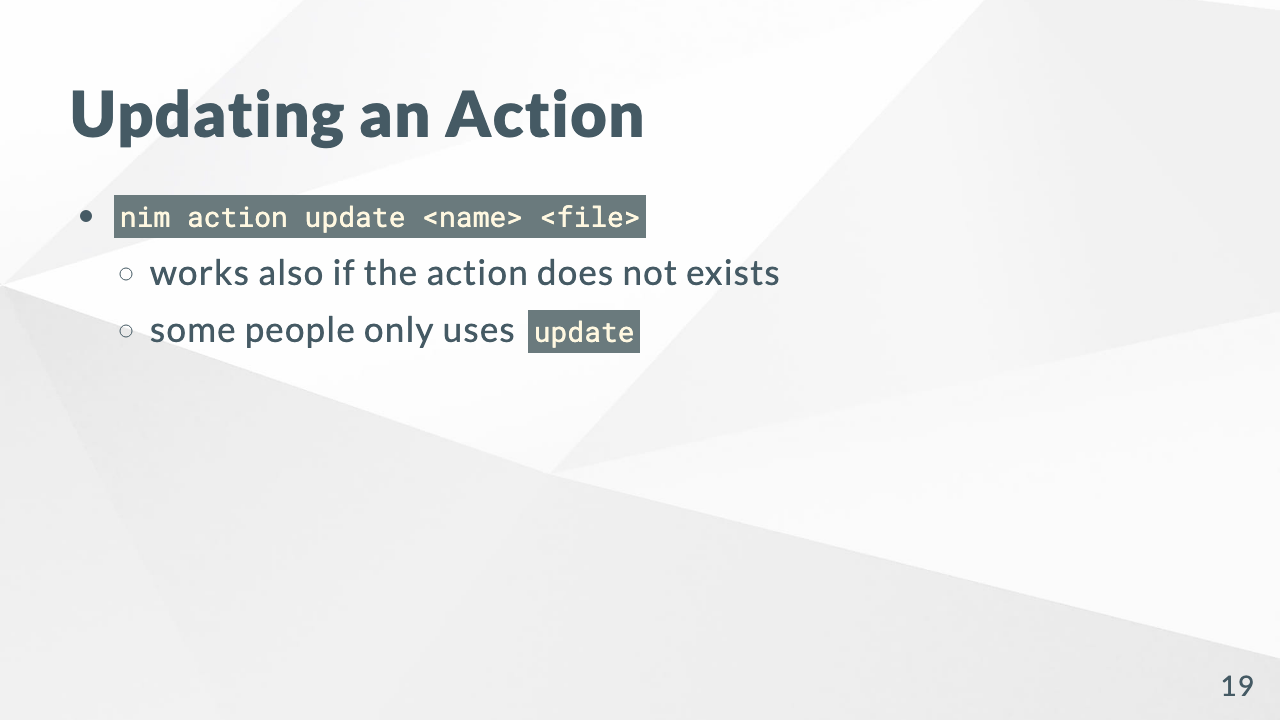 Updating an Action
nim action update <name> <file>
works also if the action does not exists
some people only uses update
19